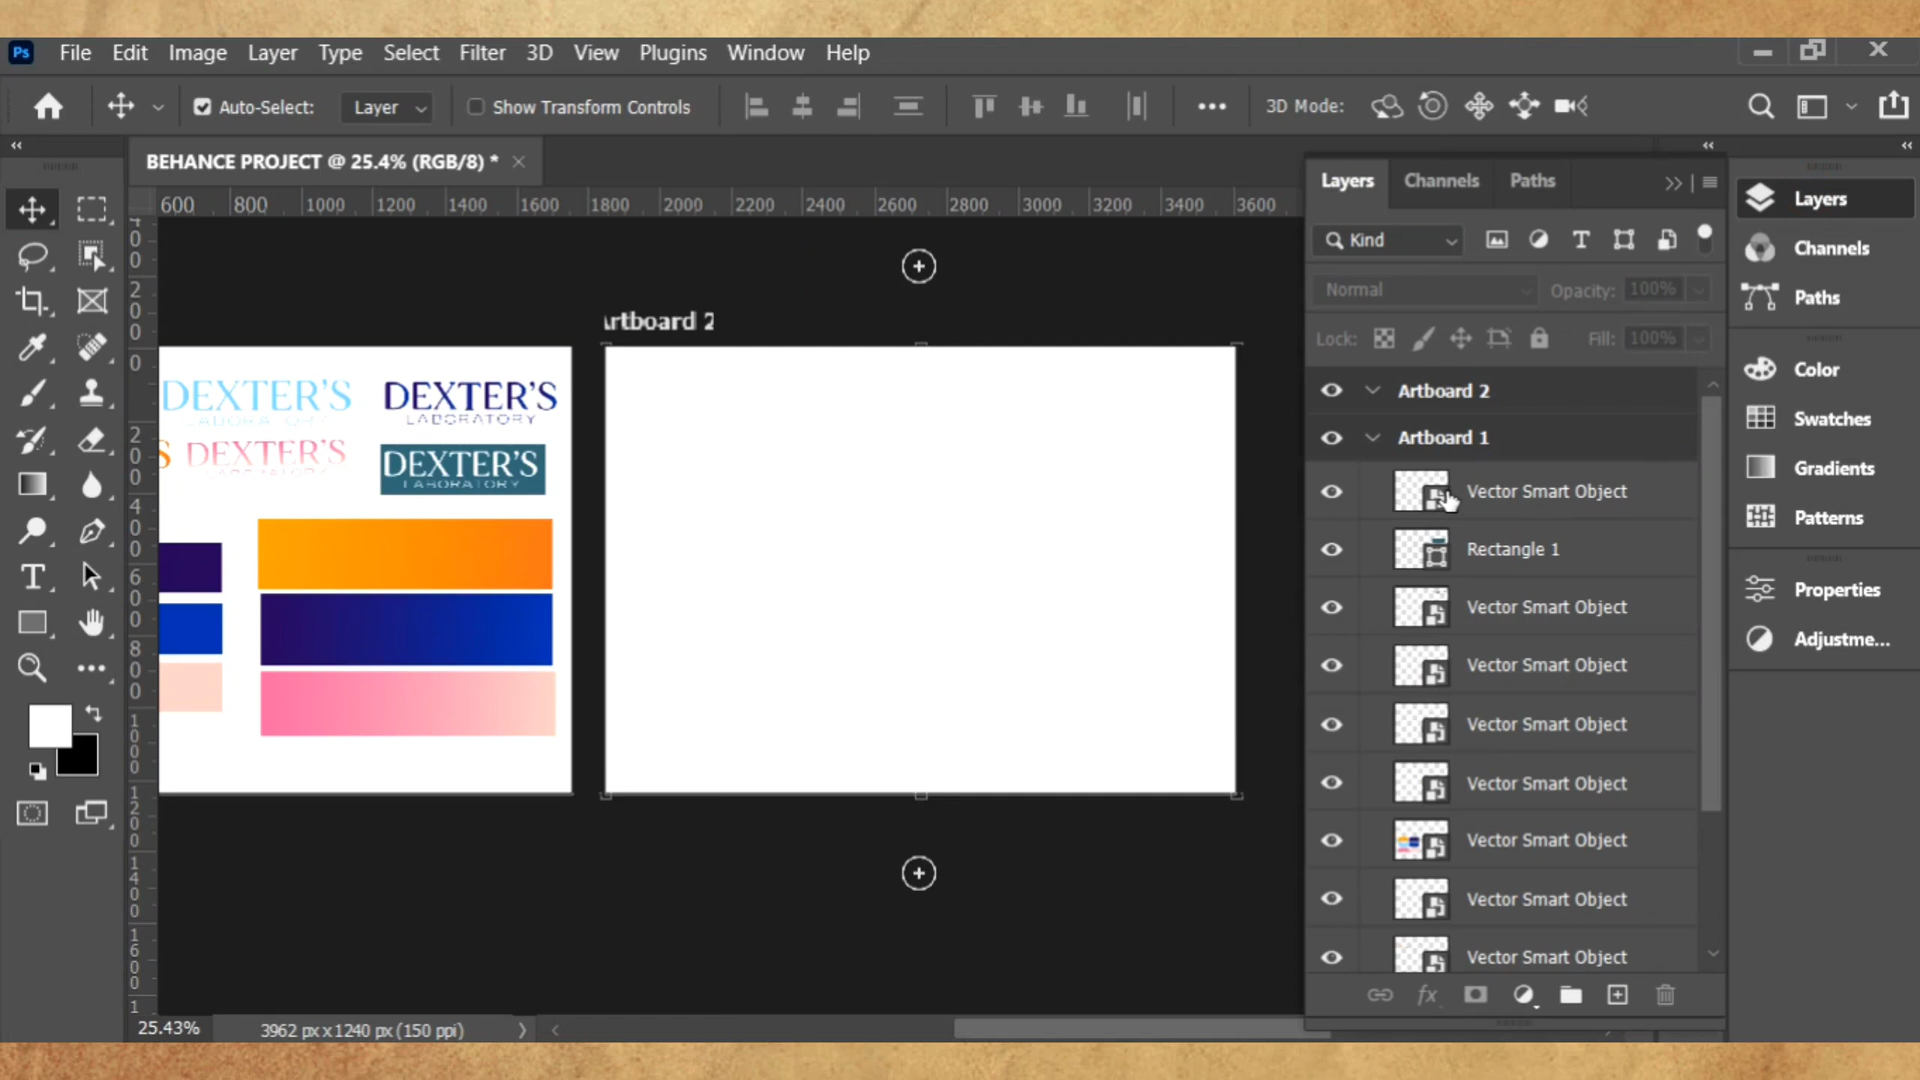 Ps File Edit Image Layer Type Select Filter 3D View Plugins Window Help
Auto-Select: Layer Show Transform Controls 3D Mode:
BEHANCE PROJECT @ 25.4% (RGB/8) *
600 800 1000 1200 1400 1600 1800 2000 2200 2400 2600 2800 3000 3200 3400 3600
Artboard 2
DEXTER'S
LABORATORY
DEXTER'S
LABORATORY
DEXTER'S
LABORATORY
DEXTER'S
LABORATORY
Layers Channels Paths
Kind
Normal Opacity: 100%
Lock: Fill: 100%
Artboard 2
Artboard 1
Vector Smart Object
Rectangle 1
Vector Smart Object
Vector Smart Object
Vector Smart Object
Vector Smart Object
Vector Smart Object
Vector Smart Object
Vector Smart Object
Layers
Channels
Paths
Color
Swatches
Gradients
Patterns
Properties
Adjustme...
25.43% 3962 px x 1240 px (150 ppi)